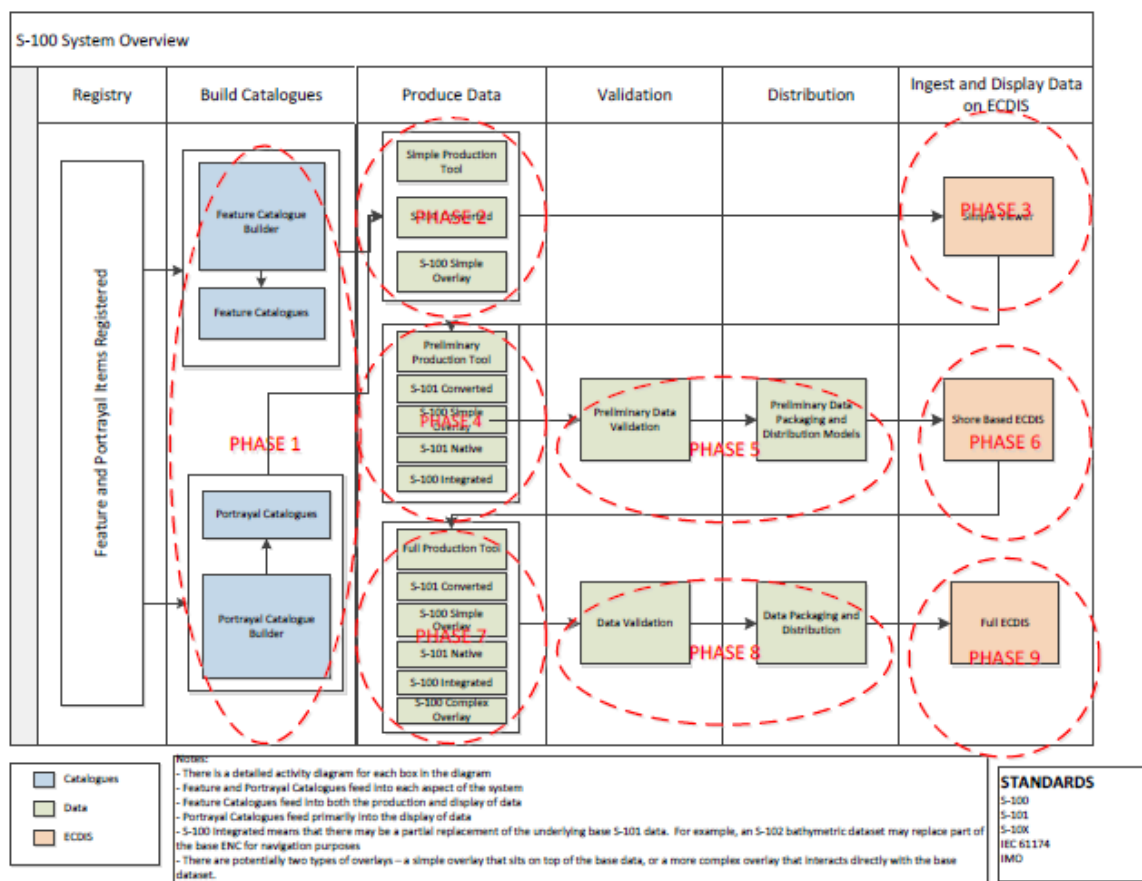 S-100 System Overview
Registry
Build Catalogues
Produce Data
Validation
Distribution
Ingest and Display Data
on ECDIS
Feature and Portrayal Items Registered
Feature Catalogue
Builder
Feature Catalogues
PHASE 1
Portrayal Catalogues
Portrayal Catalogue
Builder
Simple Production
Tool
PHASE 2
S-100 Simple
Overlay
PHASE 3
Simple Viewer
Preliminary
Production Tool
S-101 Converted
S-100 Simple
Overlay
PHASE 4
S-101 Native
S-100 Integrated
Preliminary Data
Validation
Preliminary Data
Packaging and
Distribution Models
PHASE 5
Shore Based ECDIS
PHASE 6
Full Production Tool
S-101 Converted
S-100 Simple
Overlay
PHASE 7
S-101 Native
S-100 Integrated
S-100 Complex
Overlay
Data Validation
Data Packaging and
Distribution
PHASE 8
Full ECDIS
PHASE 9
Catalogues
Data
ECDIS
Notes:
- There is a detailed activity diagram for each box in the diagram
- Feature and Portrayal Catalogues feed into each aspect of the system
- Feature Catalogues feed into both the production and display of data
- Portrayal Catalogues feed primarily into the display of data
- S-100 Integrated means that there may be a partial replacement of the underlying base S-101 data. For example, an S-102 bathymetric dataset may replace part of
the base ENC for navigation purposes
- There are potentially two types of overlays – a simple overlay that sits on top of the base data, or a more complex overlay that interacts directly with the base
dataset.
STANDARDS
S-100
S-101
S-10X
IEC 61174
IMO